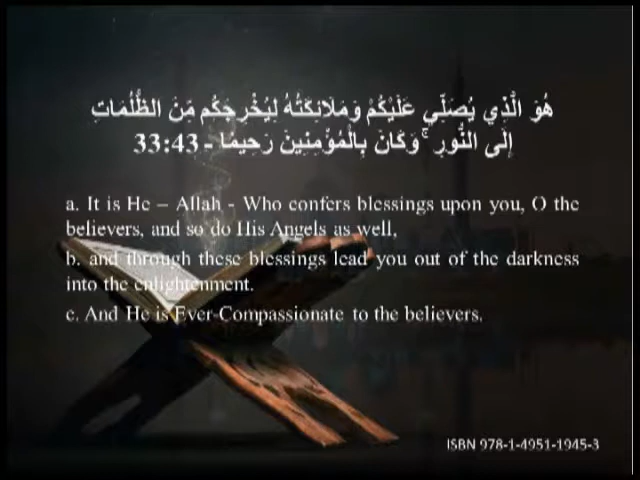 هُوَ الَّذِي يُصَلِّي عَلَيْكُمْ وَمَلَائِكَتُهُ لِيُخْرِجَكُم مِّنَ الظُّلُمَاتِ
إِلَى النُّورِ ۚ وَكَانَ بِالْمُؤْمِنِينَ رَحِيمًا - 33:43
a. It is He – Allah - Who confers blessings upon you, O the
believers, and so do His Angels as well,
b. and through these blessings lead you out of the darkness
into the enlightenment.
c. And He is Ever-Compassionate to the believers.
ISBN 978-1-4951-1945-3